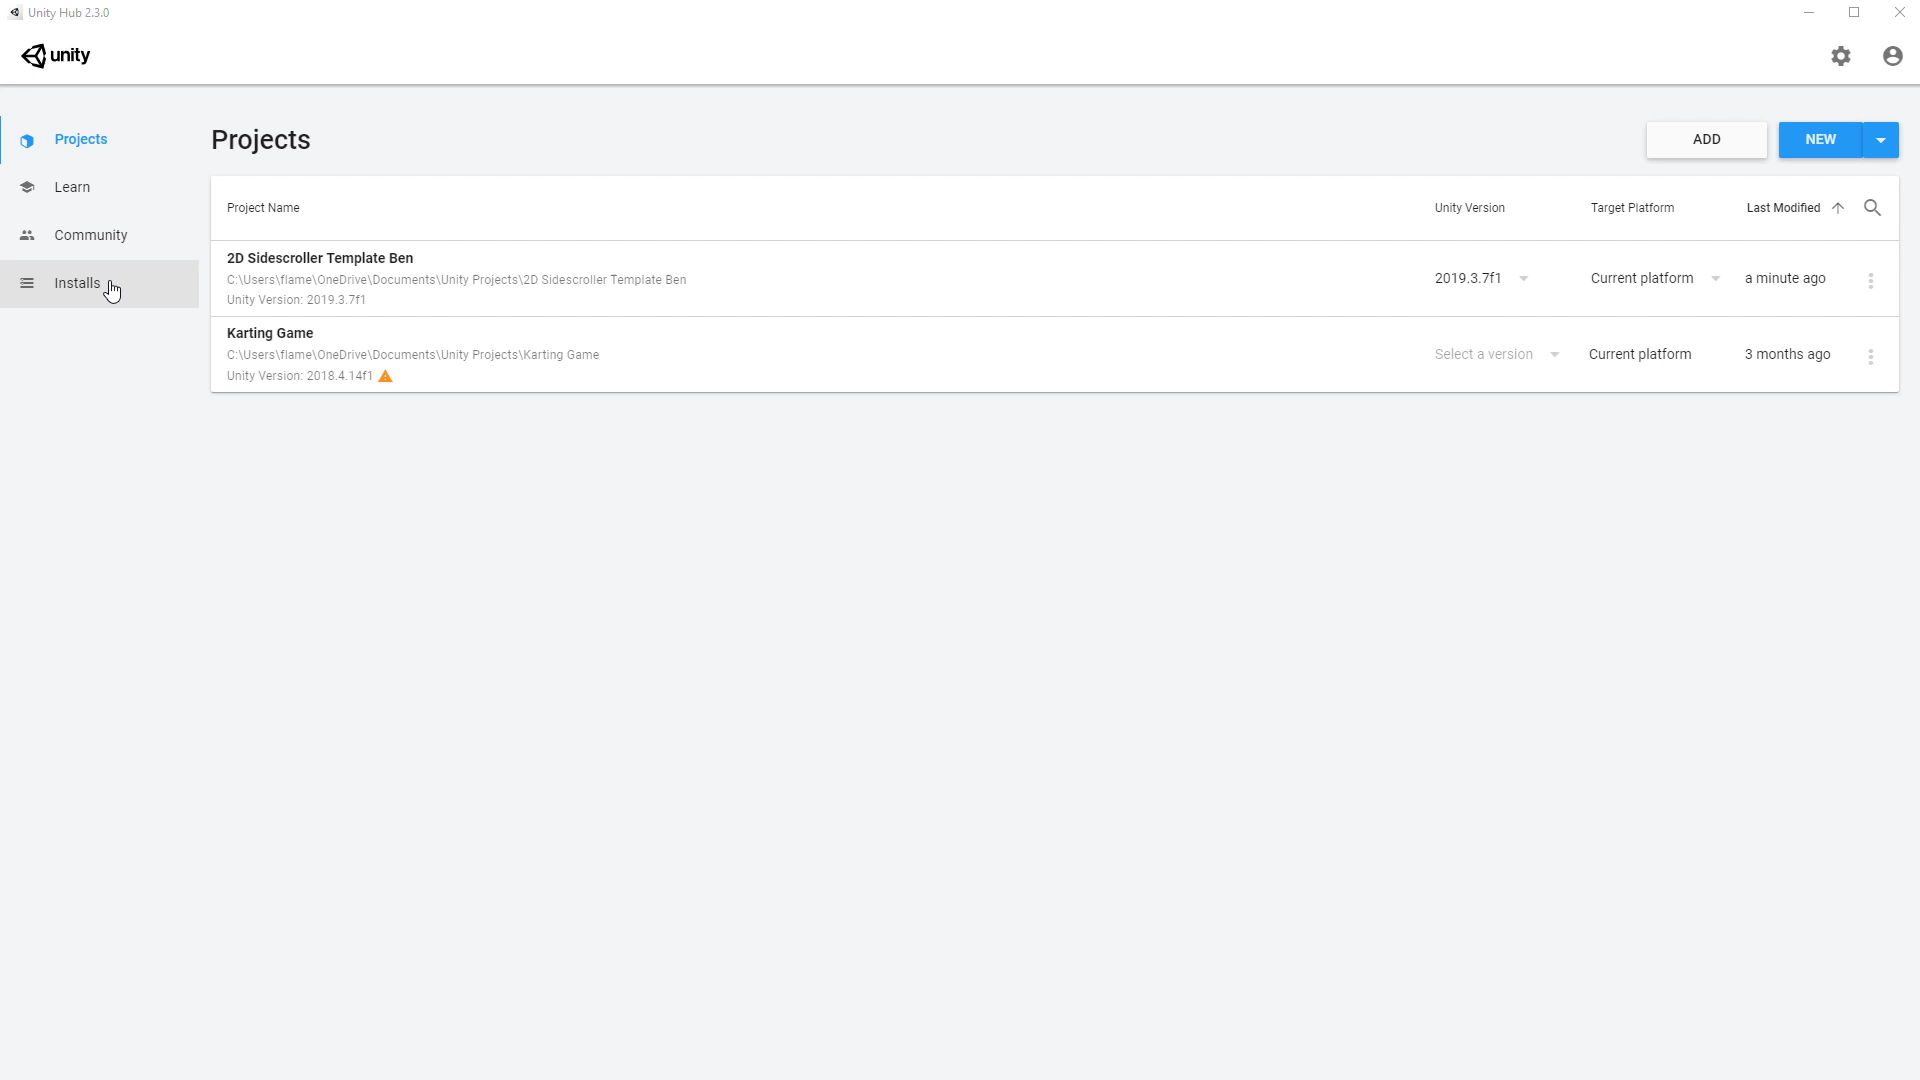 Unity Hub 2.3.0
unity
Projects
Learn
Community
Installs
Projects
ADD
NEW
Project Name
Unity Version
Target Platform
Last Modified
2D Sidescroller Template Ben
C:\Users\flame\OneDrive\Documents\Unity Projects\2D Sidescroller Template Ben
Unity Version: 2019.3.7f1
2019.3.7f1
Current platform
a minute ago
Karting Game
C:\Users\flame\OneDrive\Documents\Unity Projects\Karting Game
Unity Version: 2018.4.14f1
Select a version
Current platform
3 months ago